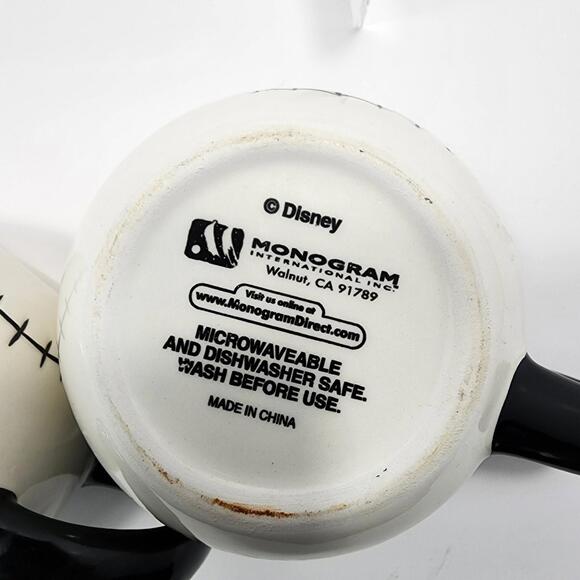 © Disney
MONOGRAM
INTERNATIONAL INC.
Walnut, CA 91789
Visit us online at
www.MonogramDirect.com
MICROWAVEABLE
AND DISHWASHER SAFE.
WASH BEFORE USE.
MADE IN CHINA